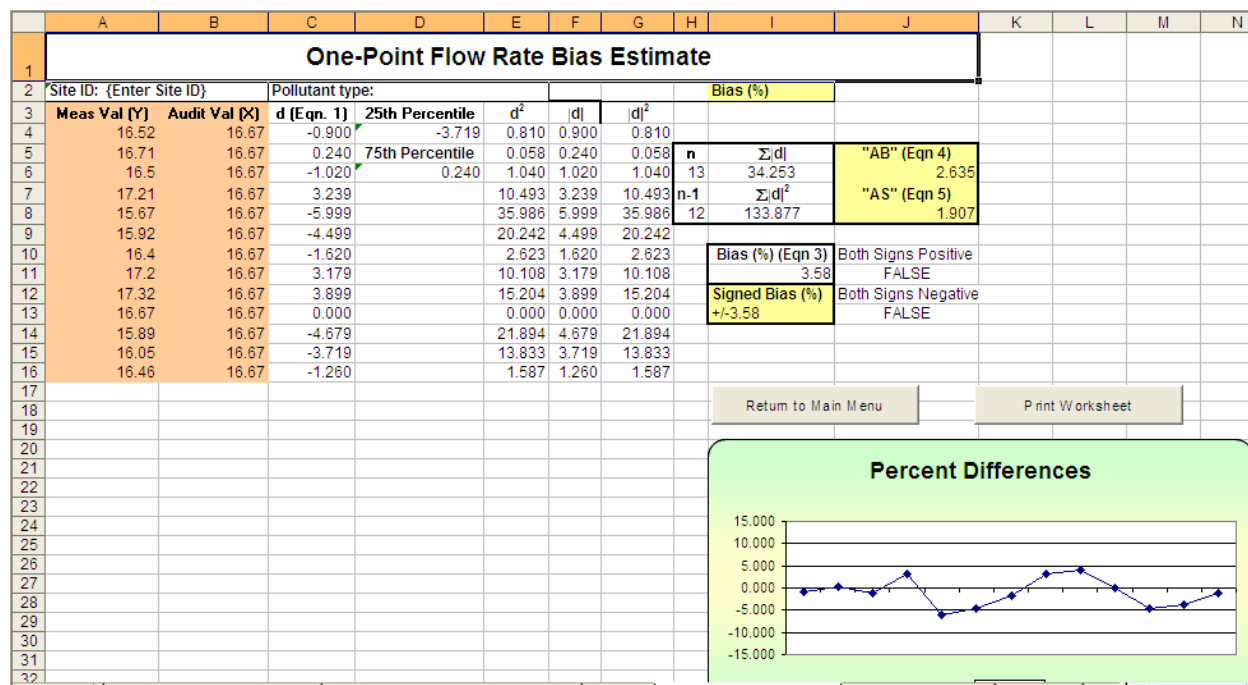 A B C D E F G H I J K L M N
1 One-Point Flow Rate Bias Estimate
2 Site ID: {Enter Site ID} Pollutant type: Bias (%)
3 Meas Val (Y) Audit Val (X) d (Eqn. 1) 25th Percentile d² |d| |d|²
4 16.52 16.67 -0.900 -3.719 0.810 0.900 0.810
5 16.71 16.67 0.240 75th Percentile 0.058 0.240 0.058 n Σ|d| "AB" (Eqn 4)
6 16.5 16.67 -1.020 0.240 1.040 1.020 1.040 13 34.253 2.635
7 17.21 16.67 3.239 10.493 3.239 10.493 n-1 Σ|d|² "AS" (Eqn 5)
8 15.67 16.67 -5.999 35.986 5.999 35.986 12 133.877 1.907
9 15.92 16.67 -4.499 20.242 4.499 20.242
10 16.4 16.67 -1.620 2.623 1.620 2.623 Bias (%) (Eqn 3) Both Signs Positive
11 17.2 16.67 3.179 10.108 3.179 10.108 3.58 FALSE
12 17.32 16.67 3.899 15.204 3.899 15.204 Signed Bias (%) Both Signs Negative
13 16.67 16.67 0.000 0.000 0.000 0.000 +/-3.58 FALSE
14 15.89 16.67 -4.679 21.894 4.679 21.894
15 16.05 16.67 -3.719 13.833 3.719 13.833
16 16.46 16.67 -1.260 1.587 1.260 1.587
17
18 Return to Main Menu Print Worksheet
19
20
21 Percent Differences
22
23
24 15.000
25 10.000
26 5.000
27 0.000
28 -5.000
29 -10.000
30
31 -15.000
32